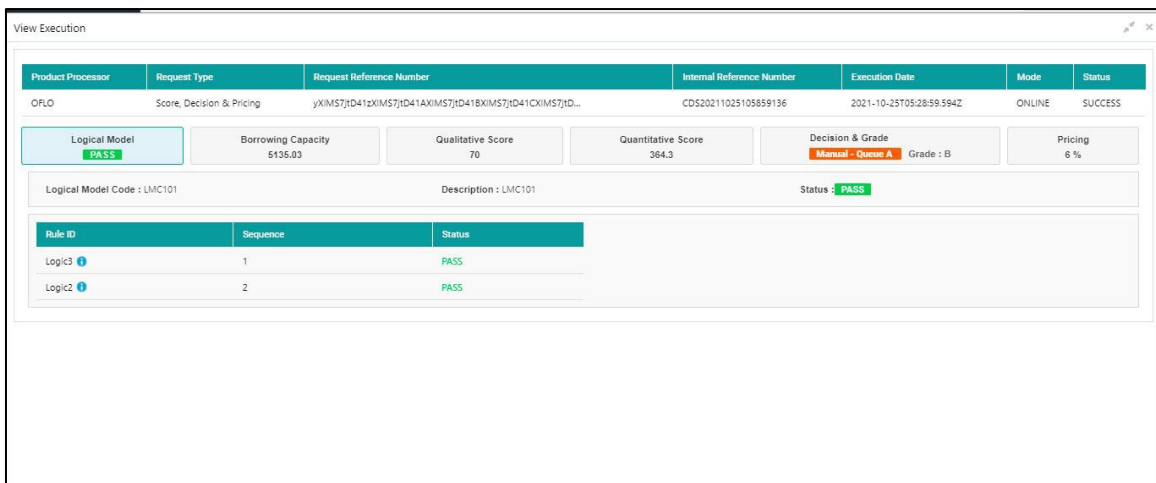 View Execution
Product Processor Request Type Request Reference Number Internal Reference Number Execution Date Mode Status
OFLO Score, Decision & Pricing yXIMS7JtD41zXIMS7JtD41AXIMS7JtD41BXIMS7JtD41CXIMS7JtD... CDS20211025105859136 2021-10-25T05:28:59.594Z ONLINE SUCCESS
Logical Model Borrowing Capacity Qualitative Score Quantitative Score Decision & Grade Pricing
PASS 5135.03 70 364.3 Manual - Queue A Grade : B 6 %
Logical Model Code : LMC101 Description : LMC101 Status : PASS
Rule ID Sequence Status
Logic3 1 PASS
Logic2 2 PASS